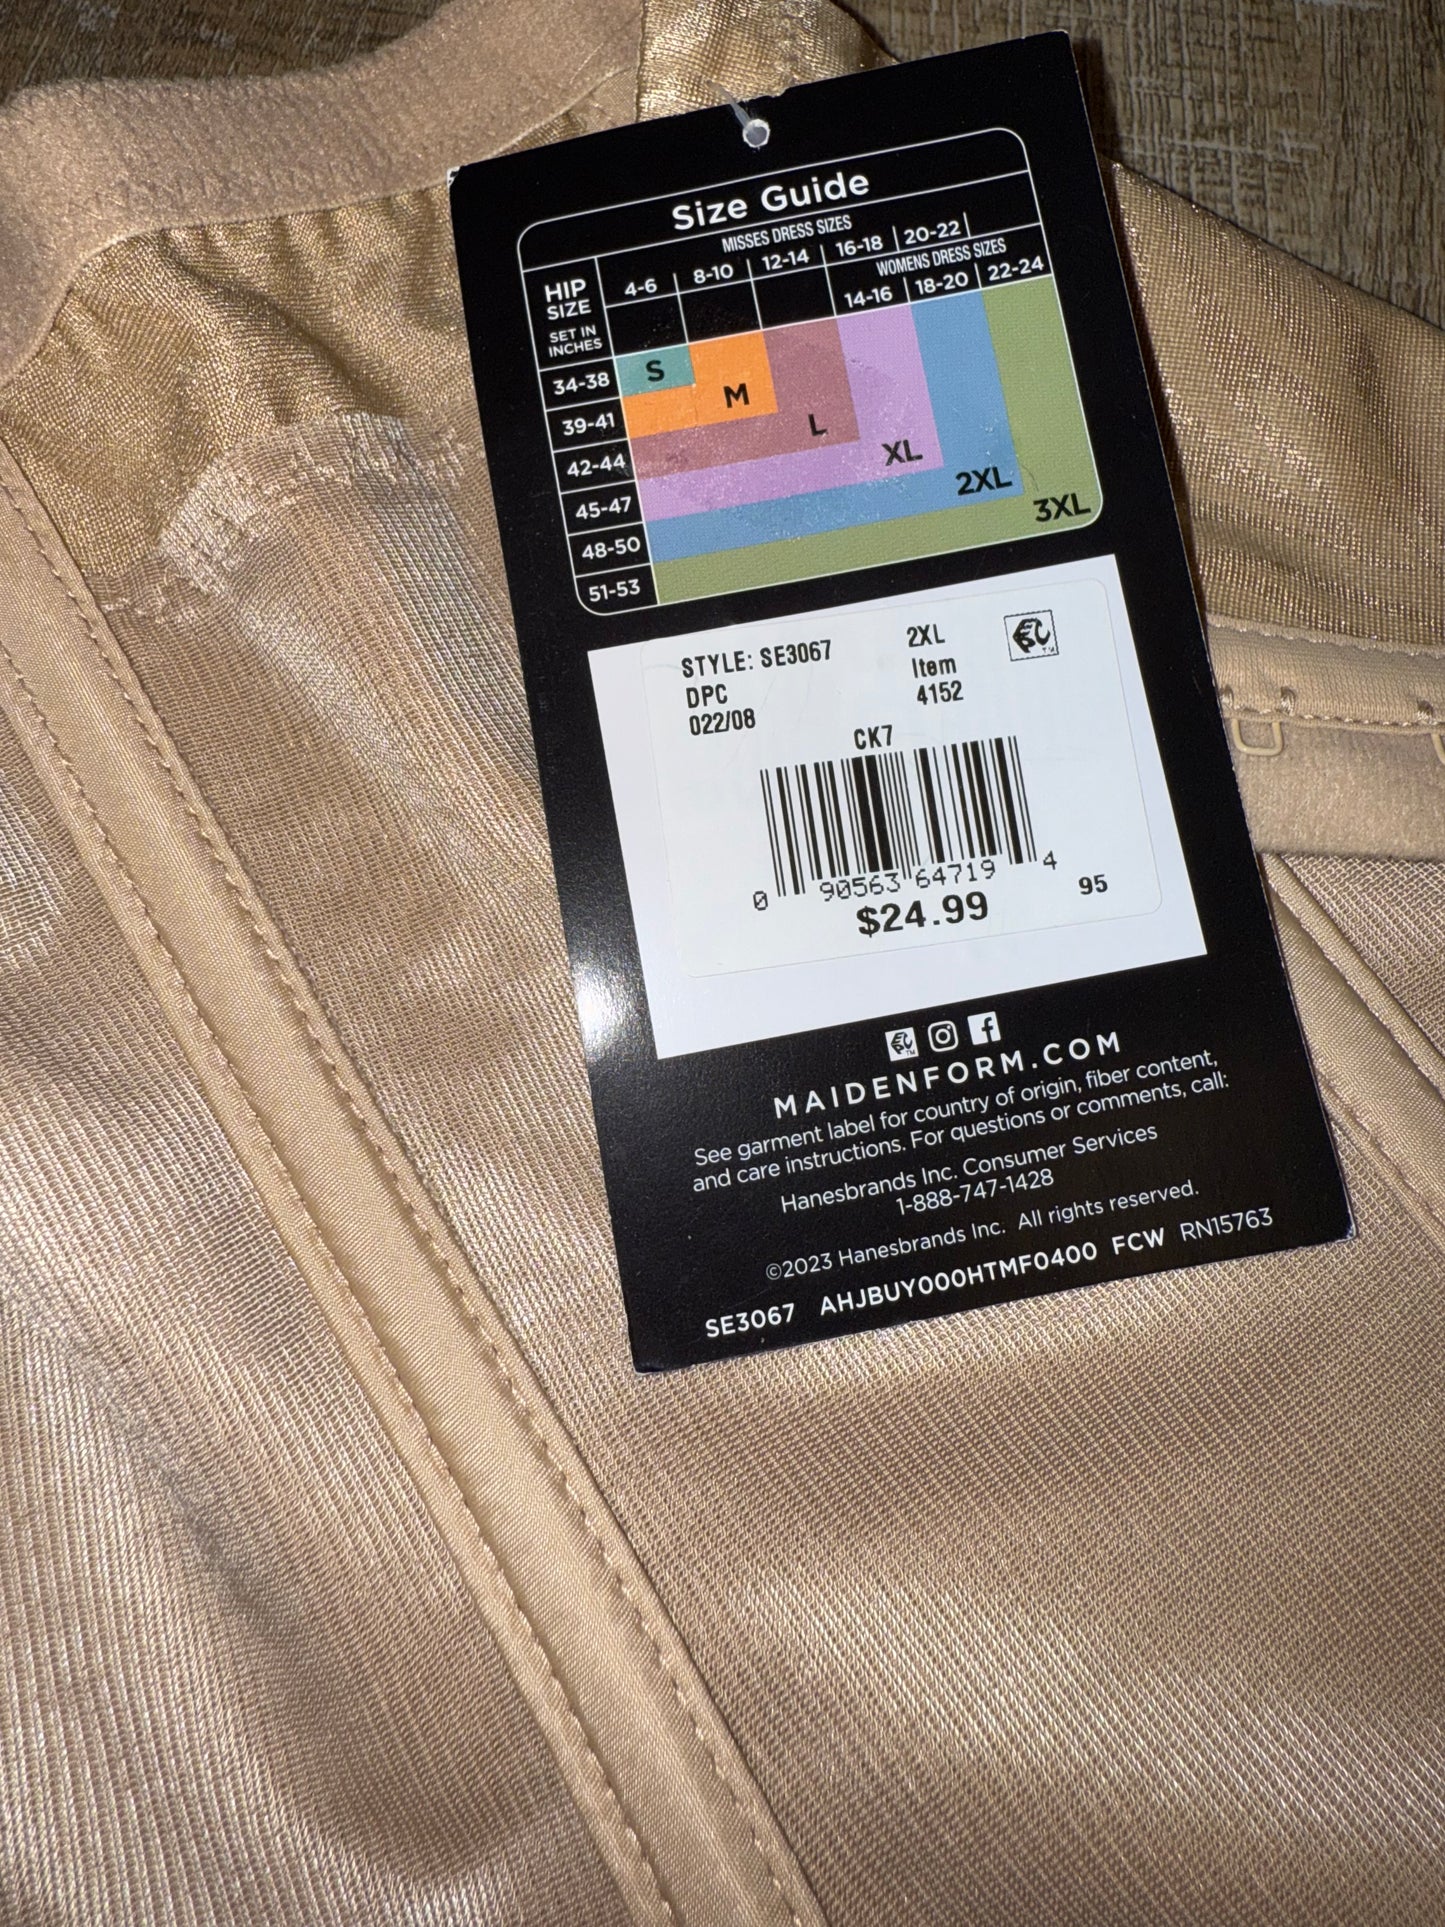 Size Guide
MISSES DRESS SIZES
4-6 8-10 12-14 16-18 20-22
WOMENS DRESS SIZES
14-16 18-20 22-24
HIP
SIZE
SET IN
INCHES
34-38 S
39-41 M
42-44 L
45-47 XL
48-50 2XL
51-53 3XL
STYLE: SE3067 2XL
DPC Item
022/08 4152
CK7
0 90563 64719 4
$24.99 95
MAIDENFORM.COM
See garment label for country of origin, fiber content,
and care instructions. For questions or comments, call:
Hanesbrands Inc. Consumer Services
1-888-747-1428
©2023 Hanesbrands Inc. All rights reserved.
SE3067 AHJBUY000HTMF0400 FCW RN15763